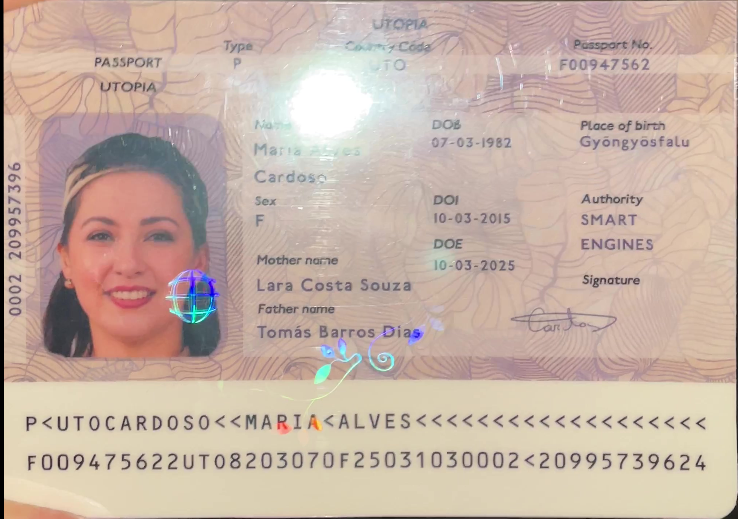 UTOPIA
Type
Country Code
Passport No.
PASSPORT
P
UTO
F00947562
UTOPIA
Name
DOB
Place of birth
Maria Alves
07-03-1982
Gyöngyösfalu
Cardoso
Sex
DOI
Authority
F
10-03-2015
SMART
DOE
ENGINES
Mother name
10-03-2025
Lara Costa Souza
Signature
Father name
Tomás Barros Dias
0002 209957396
P<UTOCARDOSO<<MARIA<ALVES<<<<<<<<<<<<<<<<<<<
F009475622UTO8203070F25031030002<20995739624